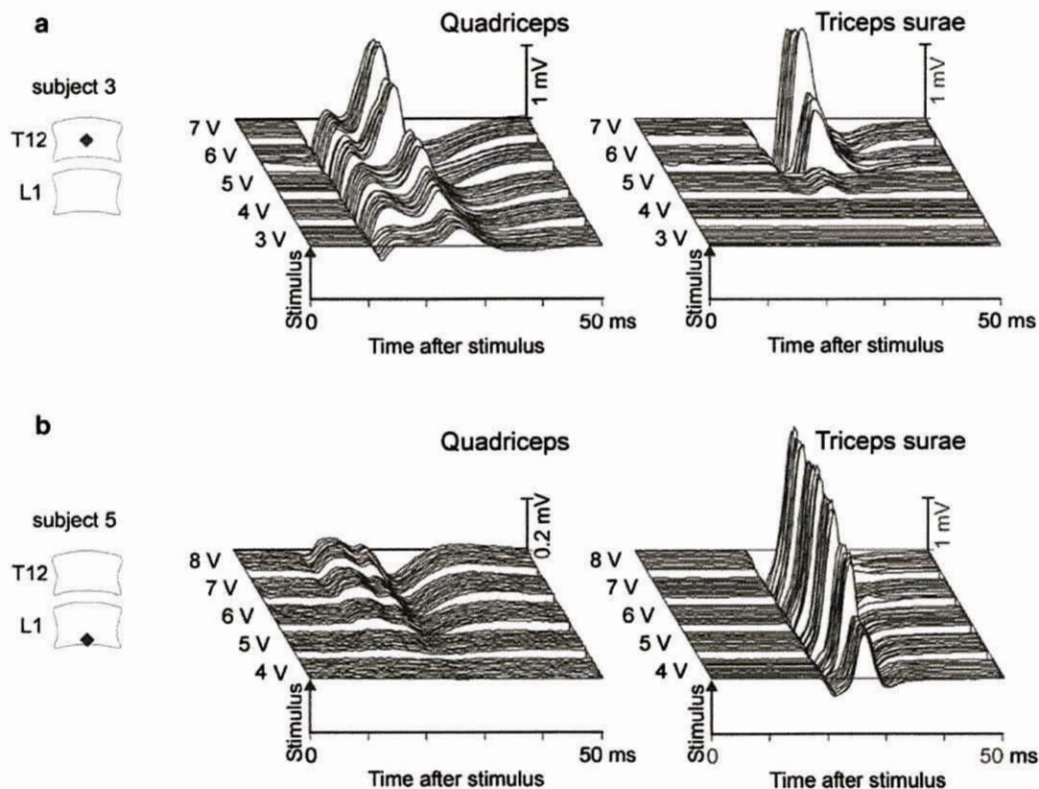 a
Quadriceps
Triceps surae
subject 3
T12
L1
1 mV
1 mV
7 V
6 V
5 V
4 V
3 V
7 V
6 V
5 V
4 V
3 V
Stimulus
0
50 ms
Time after stimulus
Stimulus
0
50 ms
Time after stimulus
b
Quadriceps
Triceps surae
subject 5
T12
L1
0.2 mV
1 mV
8 V
7 V
6 V
5 V
4 V
8 V
7 V
6 V
5 V
4 V
Stimulus
0
50 ms
Time after stimulus
Stimulus
0
50 ms
Time after stimulus